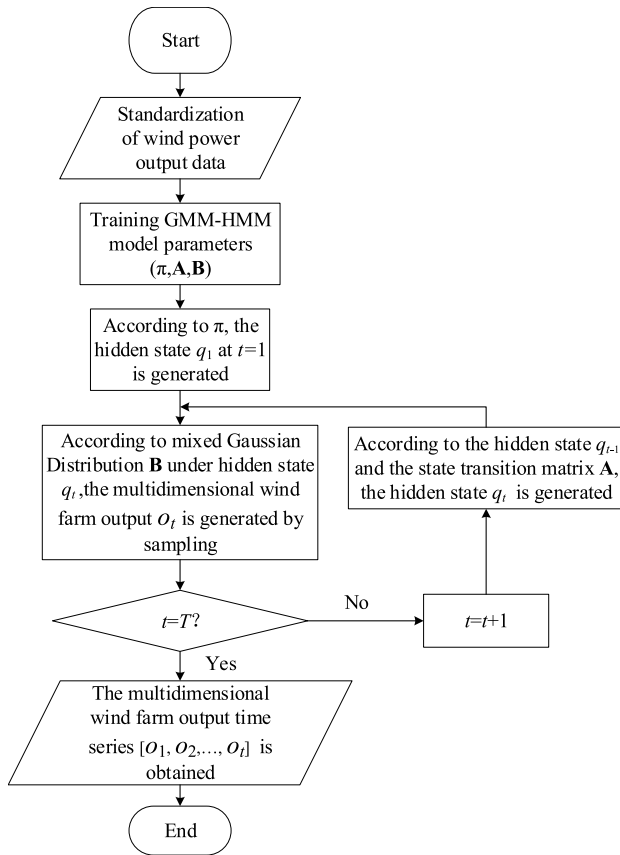 Start
Standardization
of wind power
output data
Training GMM-HMM
model parameters
(π,A,B)
According to π, the
hidden state q₁ at t=1
is generated
According to mixed Gaussian
Distribution B under hidden state
qₜ ,the multidimensional wind
farm output oₜ is generated by
sampling
According to the hidden state qₜ₋₁
and the state transition matrix A,
the hidden state qₜ is generated
t=T?
No
t=t+1
Yes
The multidimensional
wind farm output time
series [o₁, o₂,..., oₜ] is
obtained
End